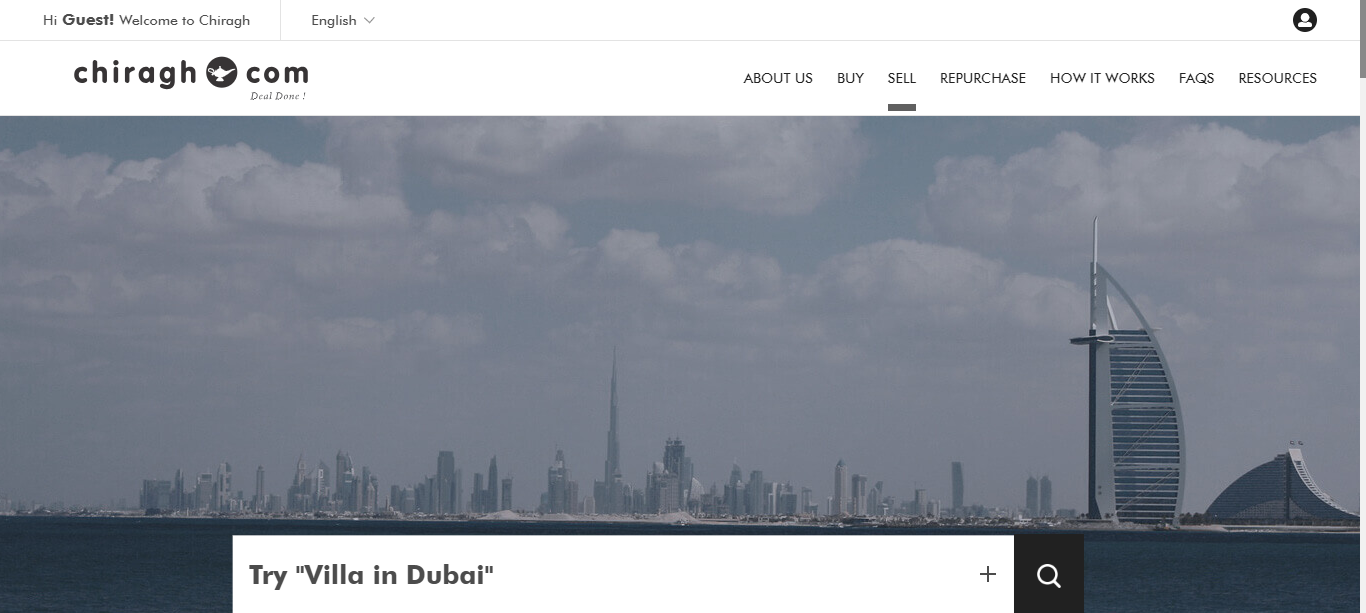 Hi Guest! Welcome to Chiragh
English
chiragh com
Deal Done !
ABOUT US BUY SELL REPURCHASE HOW IT WORKS FAQS RESOURCES
Try "Villa in Dubai"